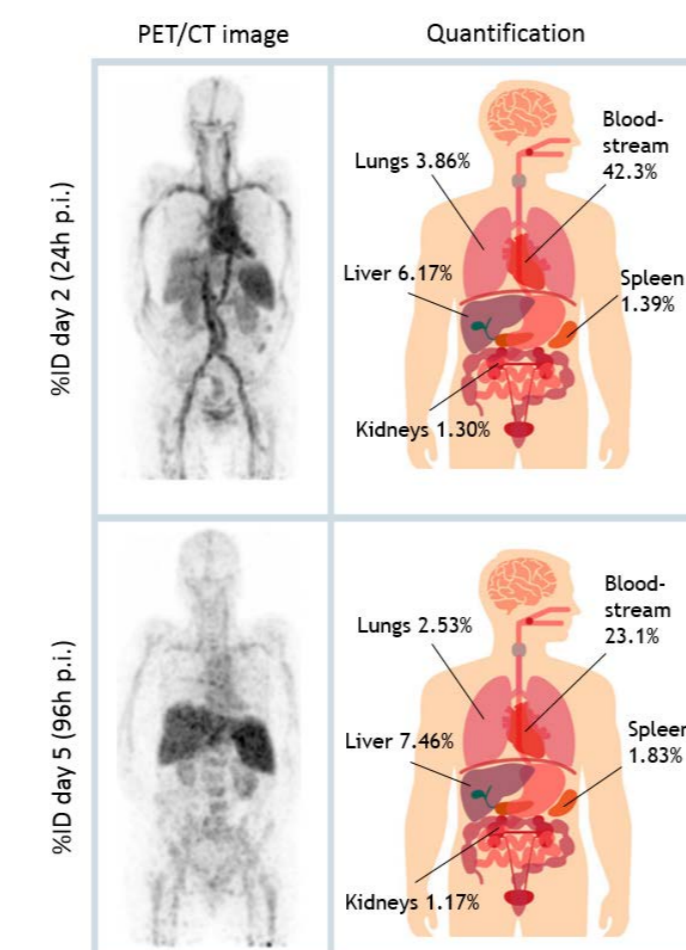 PET/CT image
Quantification
%ID day 2 (24h p.i.)
Lungs 3.86%
Blood-
stream
42.3%
Liver 6.17%
Spleen
1.39%
Kidneys 1.30%
%ID day 5 (96h p.i.)
Lungs 2.53%
Blood-
stream
23.1%
Liver 7.46%
Spleen
1.83%
Kidneys 1.17%